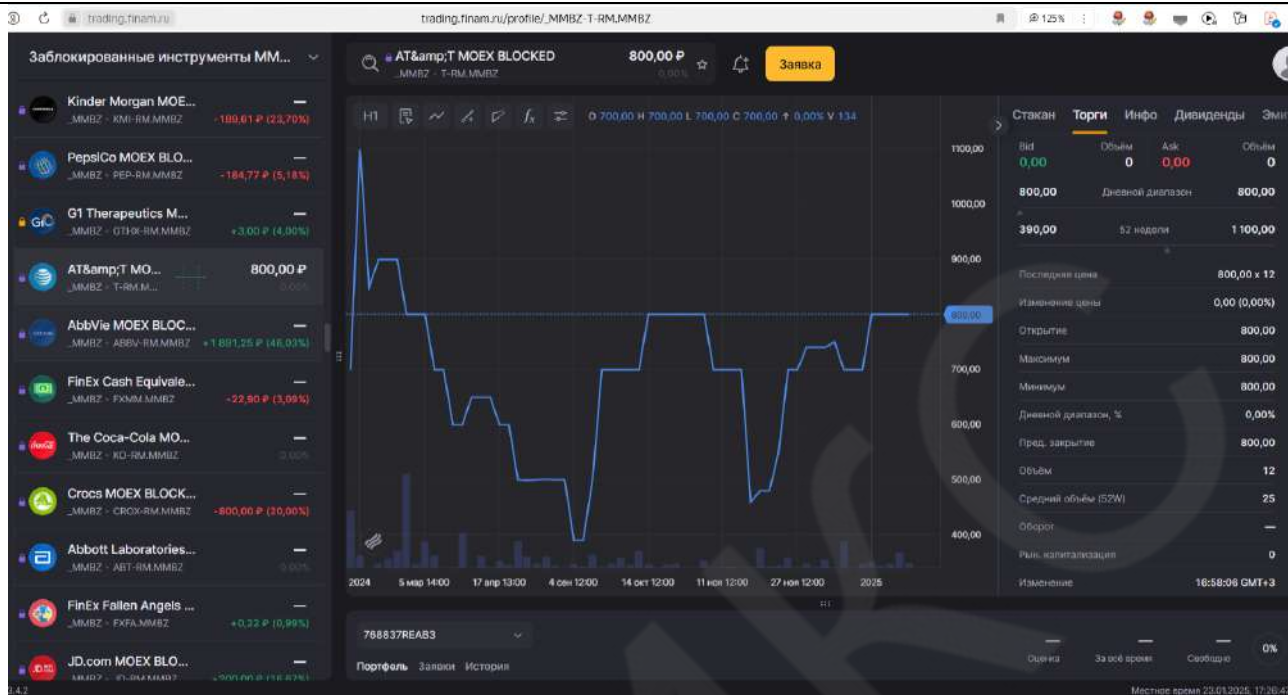 trading.finam.ru
trading.finam.ru/profile/_MMBZ-T-RM.MMBZ
125%
Заблокированные инструменты ММ...
Kinder Morgan MOE... —
_MMBZ · KMI-RM.MMBZ -189,61 ₽ (23,70%)
PepsiCo MOEX BLO... —
_MMBZ · PEP-RM.MMBZ -184,77 ₽ (5,18%)
G1 Therapeutics M... —
_MMBZ · GTHX-RM.MMBZ +3,00 ₽ (4,00%)
AT&amp;T MO... 800,00 ₽
_MMBZ · T-RM.M... 0,00%
AbbVie MOEX BLOC... —
_MMBZ · ABBV-RM.MMBZ +1 891,25 ₽ (46,03%)
FinEx Cash Equivale... —
_MMBZ · FXMM.MMBZ -22,90 ₽ (3,09%)
The Coca-Cola MO... —
_MMBZ · KO-RM.MMBZ 0,00%
Crocs MOEX BLOCK... —
_MMBZ · CROX-RM.MMBZ -800,00 ₽ (20,00%)
Abbott Laboratories... —
_MMBZ · ABT-RM.MMBZ 0,00%
FinEx Fallen Angels ... —
_MMBZ · FXFA.MMBZ +0,22 ₽ (0,99%)
JD.com MOEX BLO... —
_MMBZ · JD-RM.MMBZ +200,00 ₽ (16,67%)
3.4.2
AT&amp;T MOEX BLOCKED 800,00 ₽
_MMBZ · T-RM.MMBZ 0,00%
Заявка
H1 O 700,00 H 700,00 L 700,00 C 700,00 ↑ 0,00% V 134
1100,00
1000,00
900,00
800,00
700,00
600,00
500,00
400,00
2024 5 мар 14:00 17 апр 13:00 4 сен 12:00 14 окт 12:00 11 ноя 12:00 27 ноя 12:00 2025
768837REAB3
Портфель Заявки История
Стакан Торги Инфо Дивиденды Эми
Bid Объём Ask Объём
0,00 0 0,00 0
800,00 Дневной диапазон 800,00
390,00 52 недели 1 100,00
Последняя цена 800,00 x 12
Изменение цены 0,00 (0,00%)
Открытие 800,00
Максимум 800,00
Минимум 800,00
Дневной диапазон, % 0,00%
Пред. закрытие 800,00
Объём 12
Средний объём (52W) 25
Оборот —
Рын. капитализация 0
Изменение 16:58:06 GMT+3
— — — 0%
Оценка За всё время Свободно
Местное время 23.01.2025,